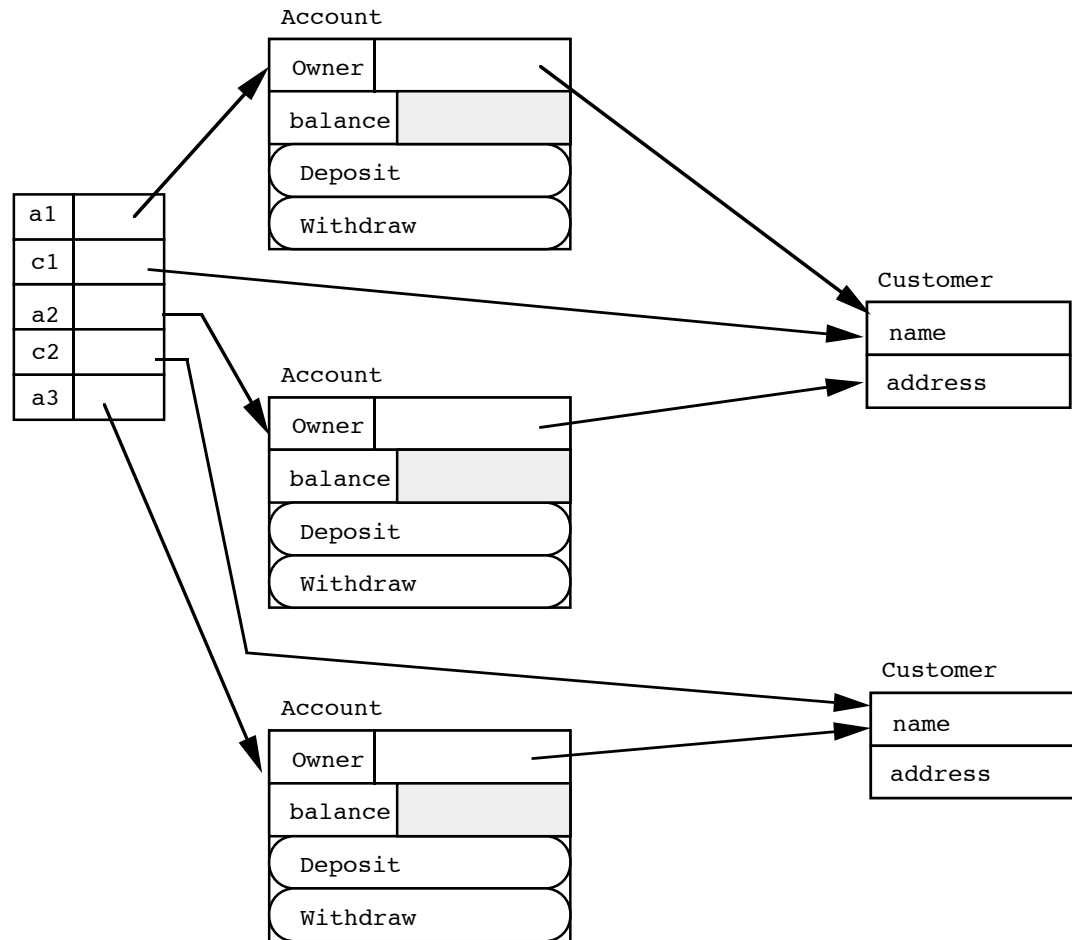 Account
Owner
balance
Deposit
Withdraw
a1
c1
a2
c2
a3
Customer
name
address
Account
Owner
balance
Deposit
Withdraw
Customer
name
address
Account
Owner
balance
Deposit
Withdraw